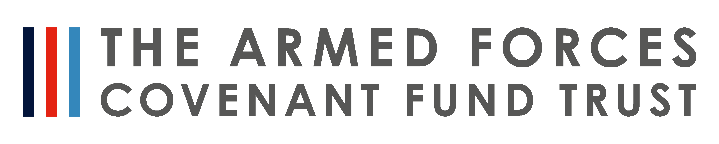 THE ARMED FORCES
COVENANT FUND TRUST